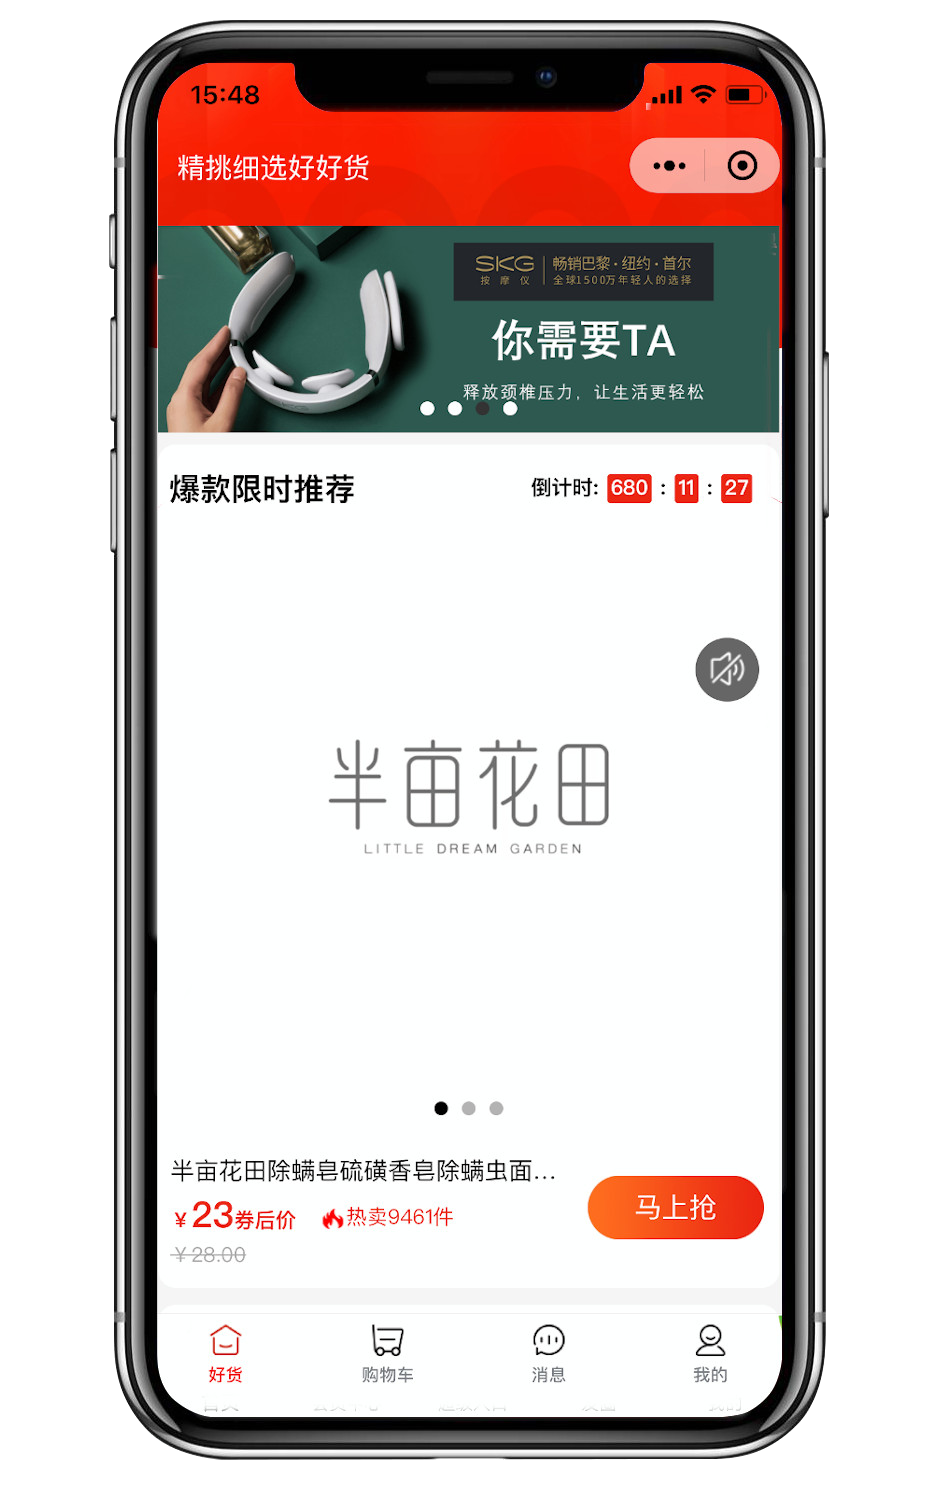 15:48
精挑细选好好货
SKG 畅销巴黎·纽约·首尔
按摩仪 全球1500万年轻人的选择
你需要TA
释放颈椎压力，让生活更轻松
爆款限时推荐 倒计时: 680 : 11 : 27
半亩花田
LITTLE DREAM GARDEN
半亩花田除螨皂硫磺香皂除螨虫面...
¥23券后价 热卖9461件 马上抢
¥28.00
好货 购物车 消息 我的